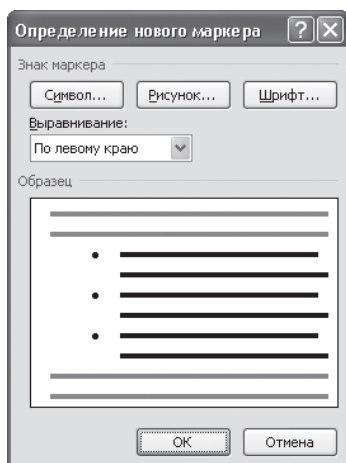 Определение нового маркера
Знак маркера
Символ... Рисунок... Шрифт...
Выравнивание:
По левому краю
Образец
ОК Отмена